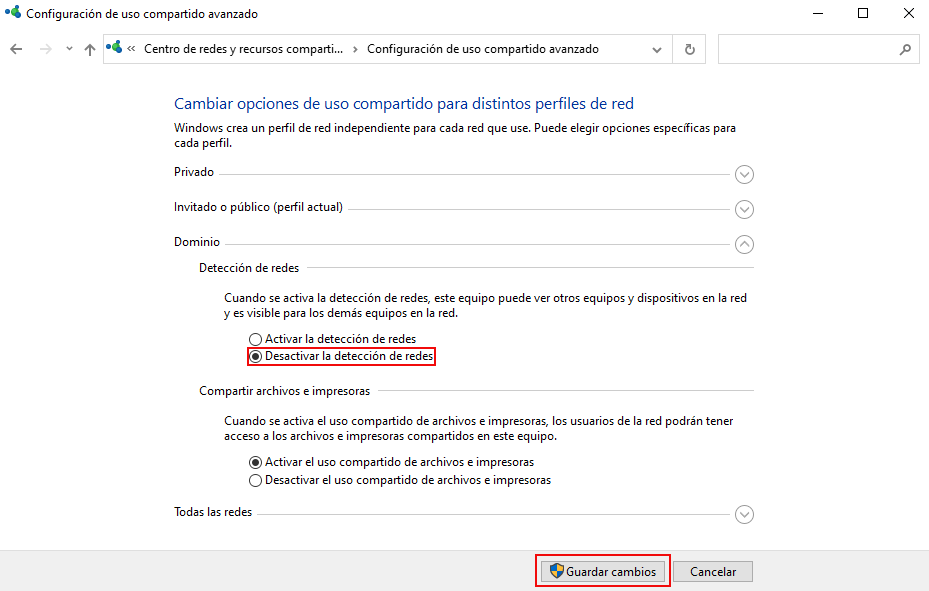 Configuración de uso compartido avanzado
« Centro de redes y recursos comparti... > Configuración de uso compartido avanzado
Cambiar opciones de uso compartido para distintos perfiles de red
Windows crea un perfil de red independiente para cada red que use. Puede elegir opciones específicas para
cada perfil.
Privado
Invitado o público (perfil actual)
Dominio
Detección de redes
Cuando se activa la detección de redes, este equipo puede ver otros equipos y dispositivos en la red
y es visible para los demás equipos en la red.
Activar la detección de redes
Desactivar la detección de redes
Compartir archivos e impresoras
Cuando se activa el uso compartido de archivos e impresoras, los usuarios de la red podrán tener
acceso a los archivos e impresoras compartidos en este equipo.
Activar el uso compartido de archivos e impresoras
Desactivar el uso compartido de archivos e impresoras
Todas las redes
Guardar cambios Cancelar